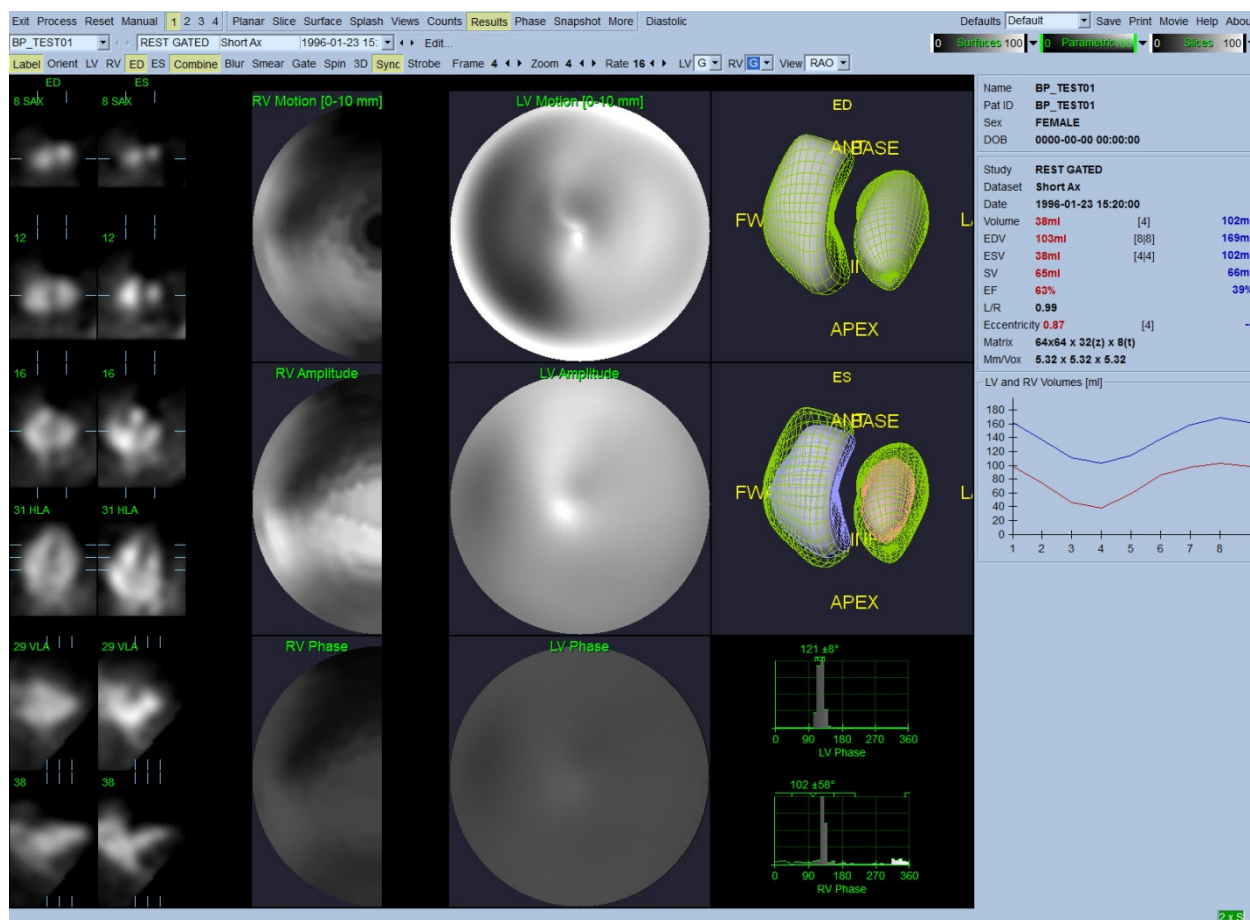 Exit Process Reset Manual 1 2 3 4 Planar Slice Surface Splash Views Counts Results Phase Snapshot More Diastolic Defaults Default Save Print Movie Help Abou
BP_TEST01 REST GATED Short Ax 1996-01-23 15: Edit... 0 Surfaces 100 0 Parametric 0 Slices 100
Label Orient LV RV ED ES Combine Blur Smear Gate Spin 3D Sync Strobe Frame 4 Zoom 4 Rate 16 LV G RV G View RAO
ED ES
8 SAX 8 SAX
12 12
16 16
31 HLA 31 HLA
29 VLA 29 VLA
38 38
RV Motion [0-10 mm] LV Motion [0-10 mm]
RV Amplitude LV Amplitude
RV Phase LV Phase
ED
ANT BASE
FW L
IN
APEX
ES
ANT BASE
FW L
INF
APEX
121 ±8°
0 90 180 270 360
LV Phase
102 ±58°
0 90 180 270 360
RV Phase
Name BP_TEST01
Pat ID BP_TEST01
Sex FEMALE
DOB 0000-00-00 00:00:00
Study REST GATED
Dataset Short Ax
Date 1996-01-23 15:20:00
Volume 38ml [4] 102m
EDV 103ml [8|8] 169m
ESV 38ml [4|4] 102m
SV 65ml 66m
EF 63% 39%
L/R 0.99
Eccentricity 0.87 [4] --
Matrix 64x64 x 32(z) x 8(t)
Mm/Vox 5.32 x 5.32 x 5.32
LV and RV Volumes [ml]
180
160
140
120
100
80
60
40
20
0
1 2 3 4 5 6 7 8
2 x S